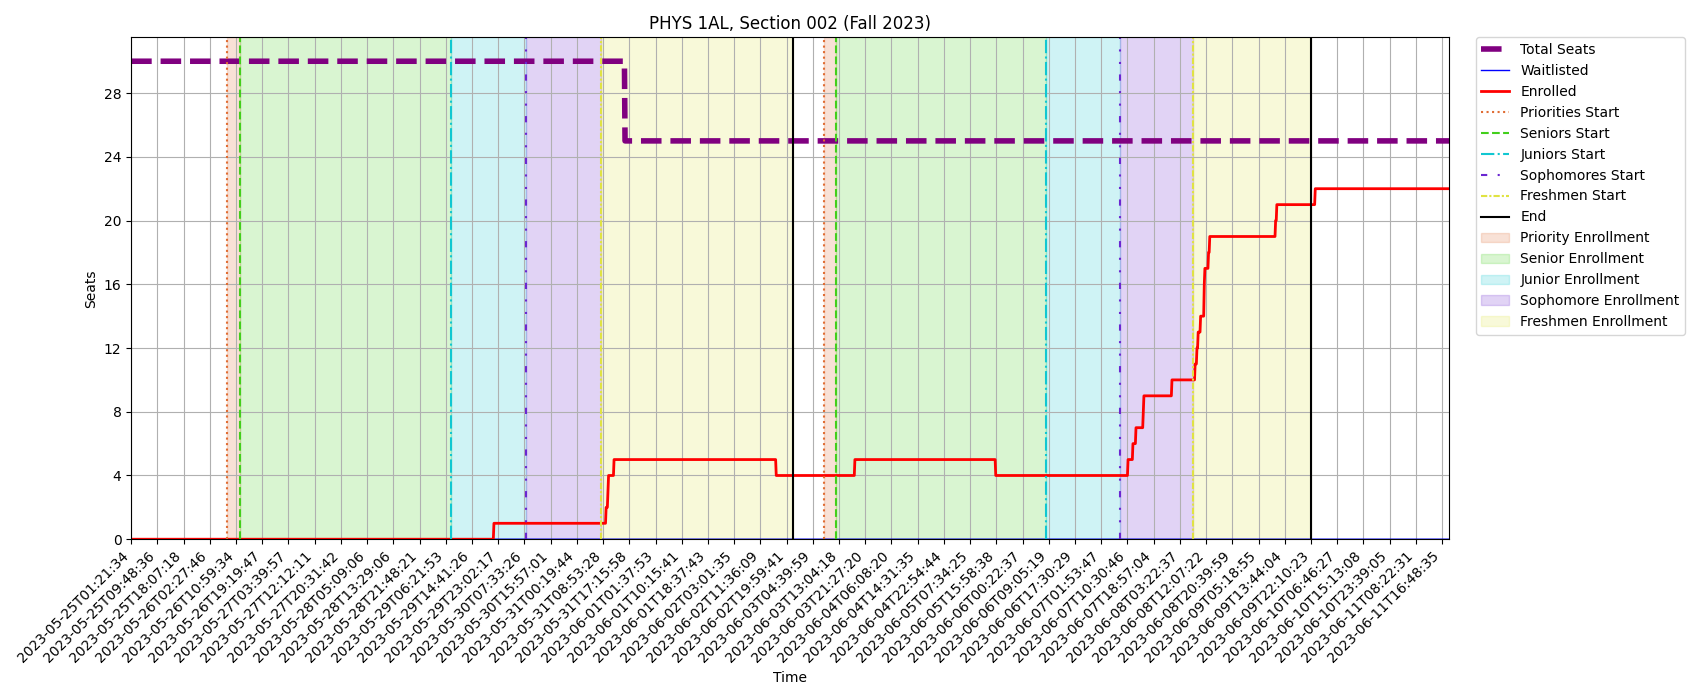 PHYS 1AL, Section 002 (Fall 2023)
Seats
28
24
20
16
12
8
4
0
2023-05-25T01:21:34
2023-05-25T09:48:36
2023-05-25T18:07:18
2023-05-26T02:27:46
2023-05-26T10:59:34
2023-05-26T19:19:47
2023-05-27T03:39:57
2023-05-27T12:12:11
2023-05-27T20:31:42
2023-05-28T05:09:06
2023-05-28T13:29:06
2023-05-28T21:48:21
2023-05-29T06:21:53
2023-05-29T14:41:26
2023-05-29T23:02:17
2023-05-30T07:33:26
2023-05-30T15:57:01
2023-05-31T00:19:44
2023-05-31T08:53:28
2023-05-31T17:15:58
2023-06-01T01:37:53
2023-06-01T10:15:41
2023-06-01T18:37:43
2023-06-02T03:01:35
2023-06-02T11:36:09
2023-06-02T19:59:41
2023-06-03T04:39:59
2023-06-03T13:04:18
2023-06-03T21:27:20
2023-06-04T06:08:20
2023-06-04T14:31:35
2023-06-04T22:54:44
2023-06-05T07:34:25
2023-06-05T15:58:38
2023-06-06T00:22:37
2023-06-06T09:05:19
2023-06-06T17:30:29
2023-06-07T01:53:47
2023-06-07T10:30:46
2023-06-07T18:57:04
2023-06-08T03:22:37
2023-06-08T12:07:22
2023-06-08T20:39:59
2023-06-09T05:18:55
2023-06-09T13:44:04
2023-06-09T22:10:23
2023-06-10T06:46:27
2023-06-10T15:13:08
2023-06-10T23:39:05
2023-06-11T08:22:31
2023-06-11T16:48:35
Time
Total Seats
Waitlisted
Enrolled
Priorities Start
Seniors Start
Juniors Start
Sophomores Start
Freshmen Start
End
Priority Enrollment
Senior Enrollment
Junior Enrollment
Sophomore Enrollment
Freshmen Enrollment